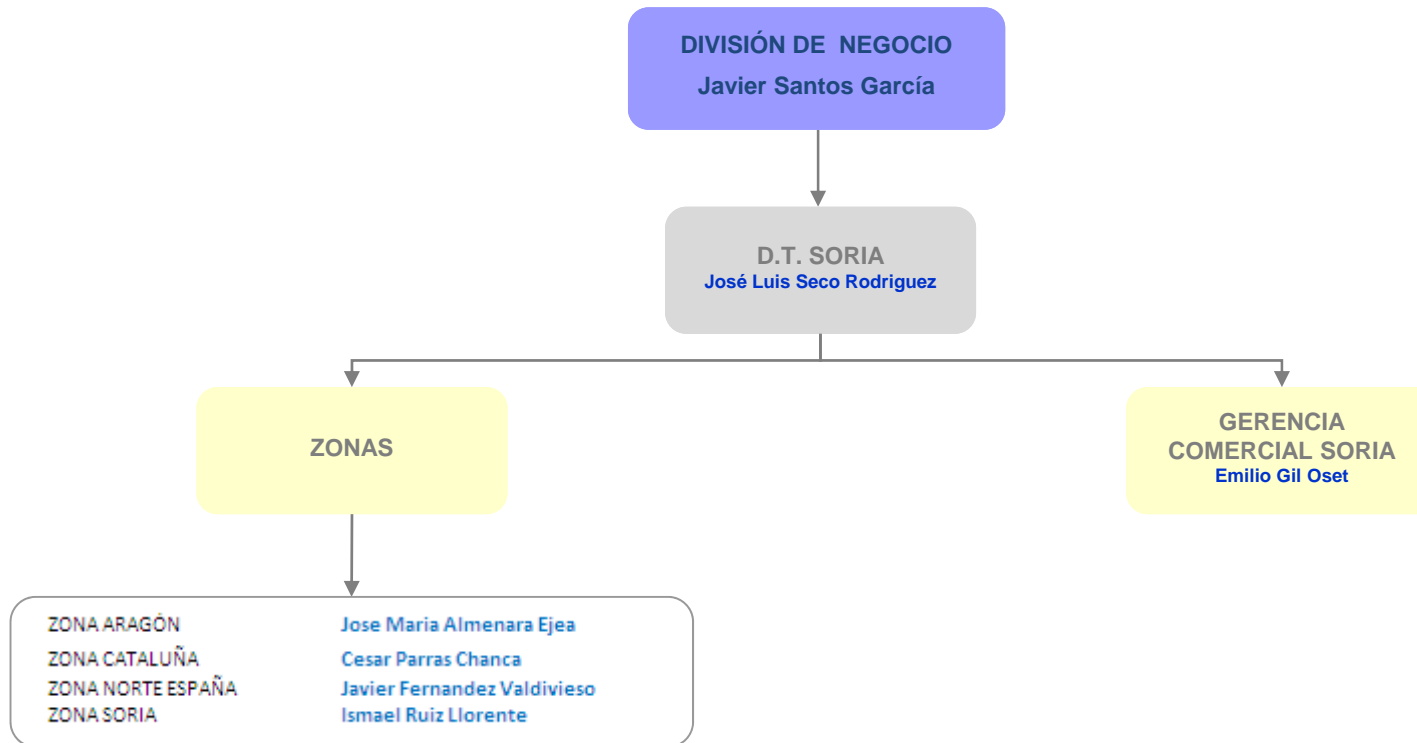 DIVISIÓN DE NEGOCIO
Javier Santos García
D.T. SORIA
José Luis Seco Rodriguez
ZONAS
GERENCIA
COMERCIAL SORIA
Emilio Gil Oset
ZONA ARAGÓN Jose Maria Almenara Ejea
ZONA CATALUÑA Cesar Parras Chanca
ZONA NORTE ESPAÑA Javier Fernandez Valdivieso
ZONA SORIA Ismael Ruiz Llorente